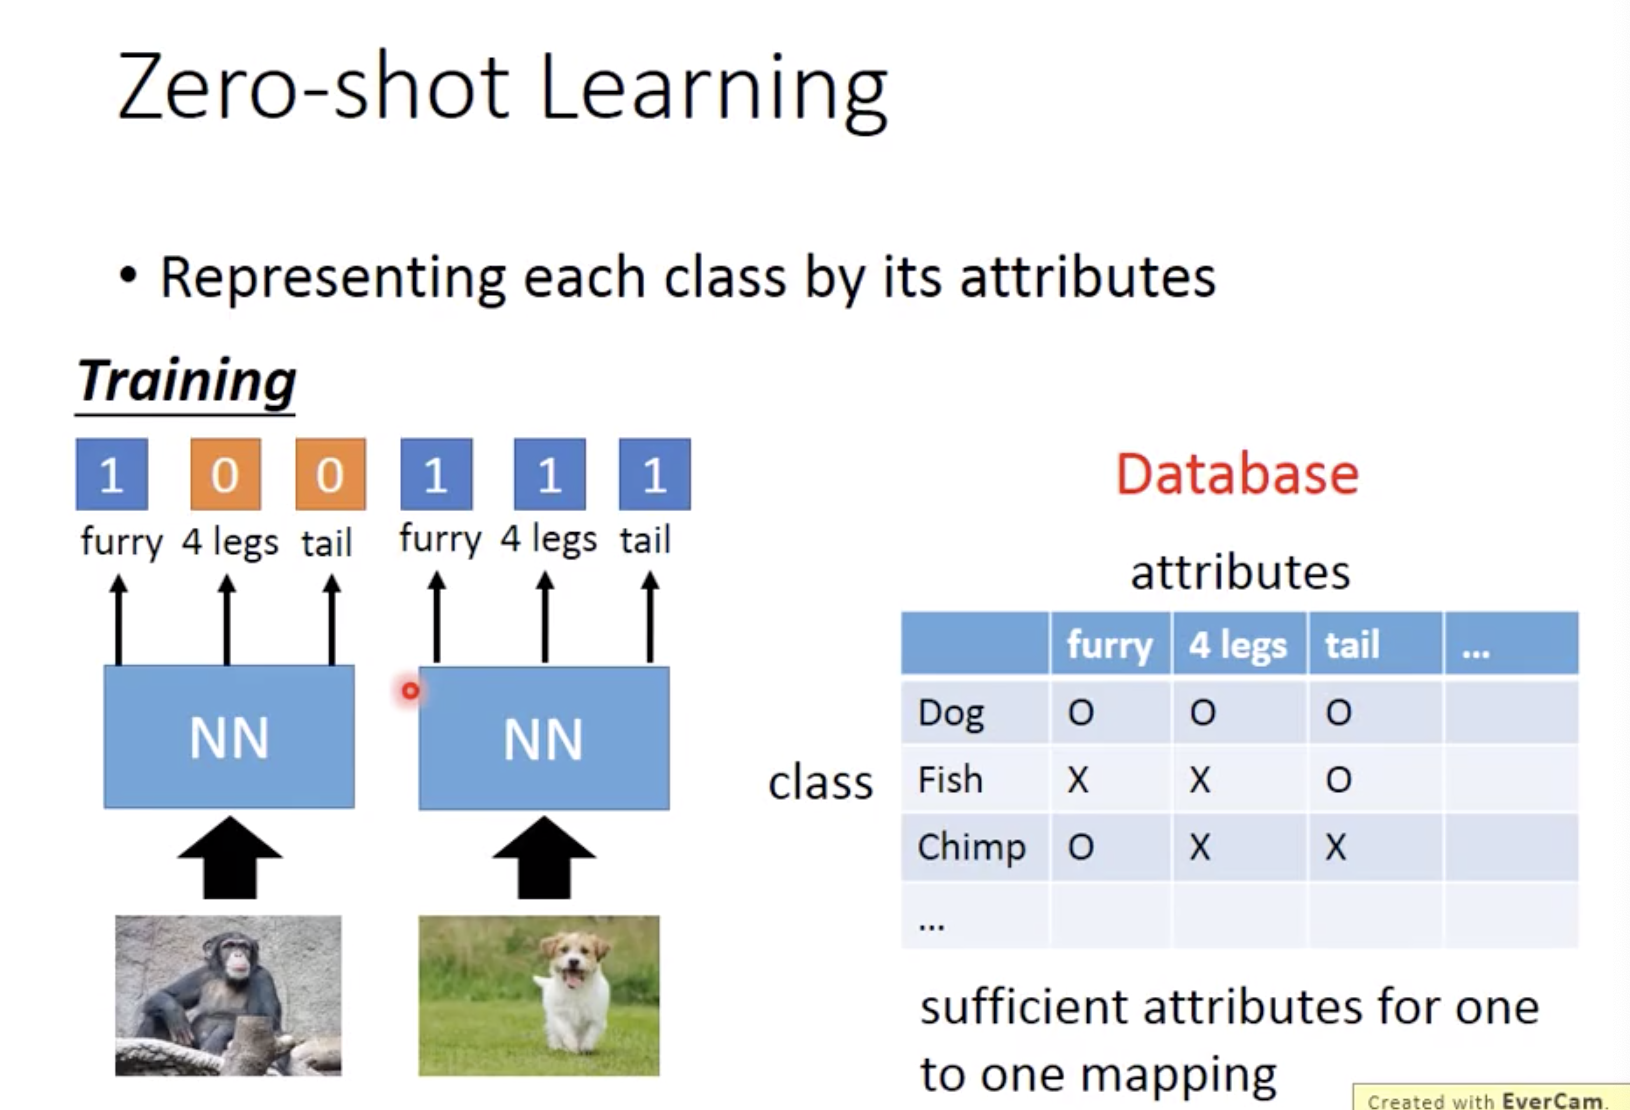 Zero-shot Learning
• Representing each class by its attributes
Training
1 0 0 1 1 1
furry 4 legs tail furry 4 legs tail
NN NN
Database
attributes
furry 4 legs tail ...
class
Dog O O O
Fish X X O
Chimp O X X
...
sufficient attributes for one
to one mapping
Created with EverCam.